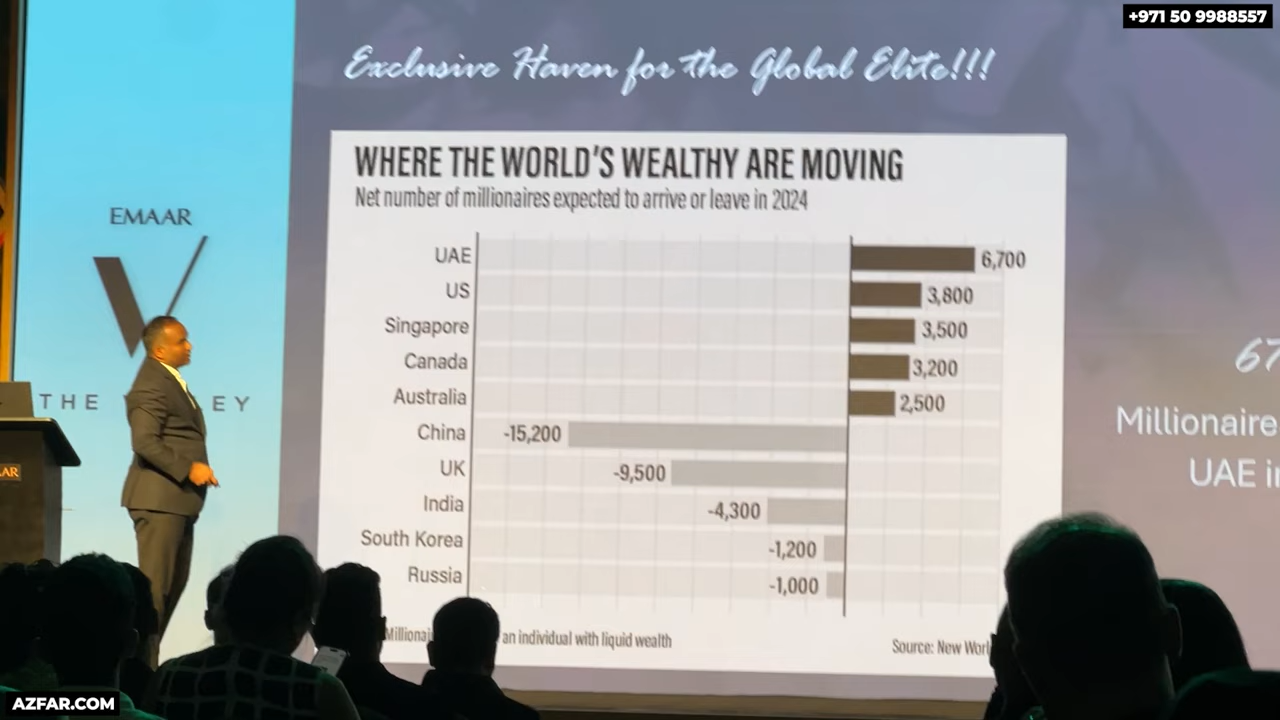 +971 50 9988557
Exclusive Haven for the Global Elite!!!
WHERE THE WORLD'S WEALTHY ARE MOVING
Net number of millionaires expected to arrive or leave in 2024
EMAAR
V
THE EY
AAR
UAE 6,700
US 3,800
Singapore 3,500
Canada 3,200
Australia 2,500
China -15,200
UK -9,500
India -4,300
South Korea -1,200
Russia -1,000
an individual with liquid wealth
Source: New Worl
67
Millionaire
UAE i
AZFAR.COM